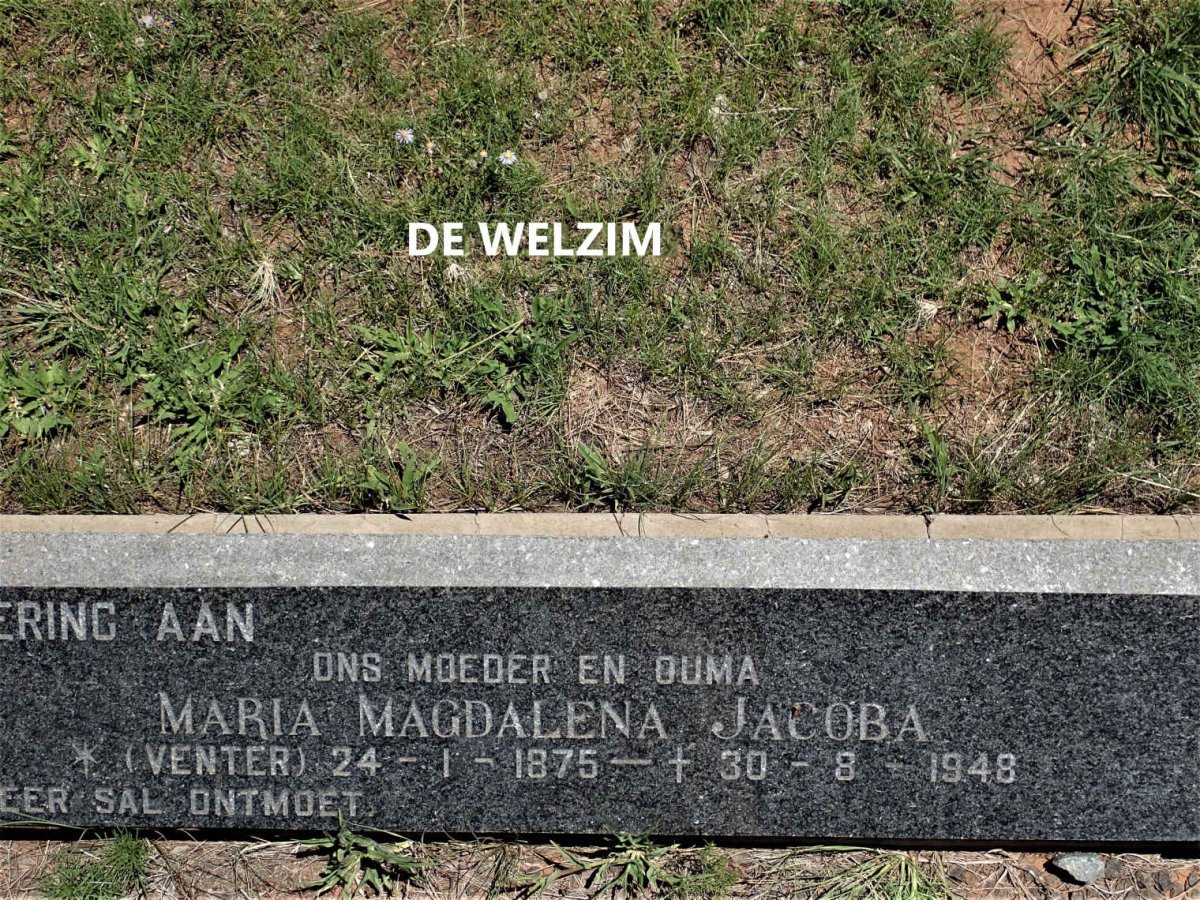 DE WELZIM
ERING AAN
ONS MOEDER EN OUMA
MARIA MAGDALENA JACOBA
* (VENTER) 24 - 1 - 1875 — † 30 - 8 - 1948
EER SAL ONTMOET.